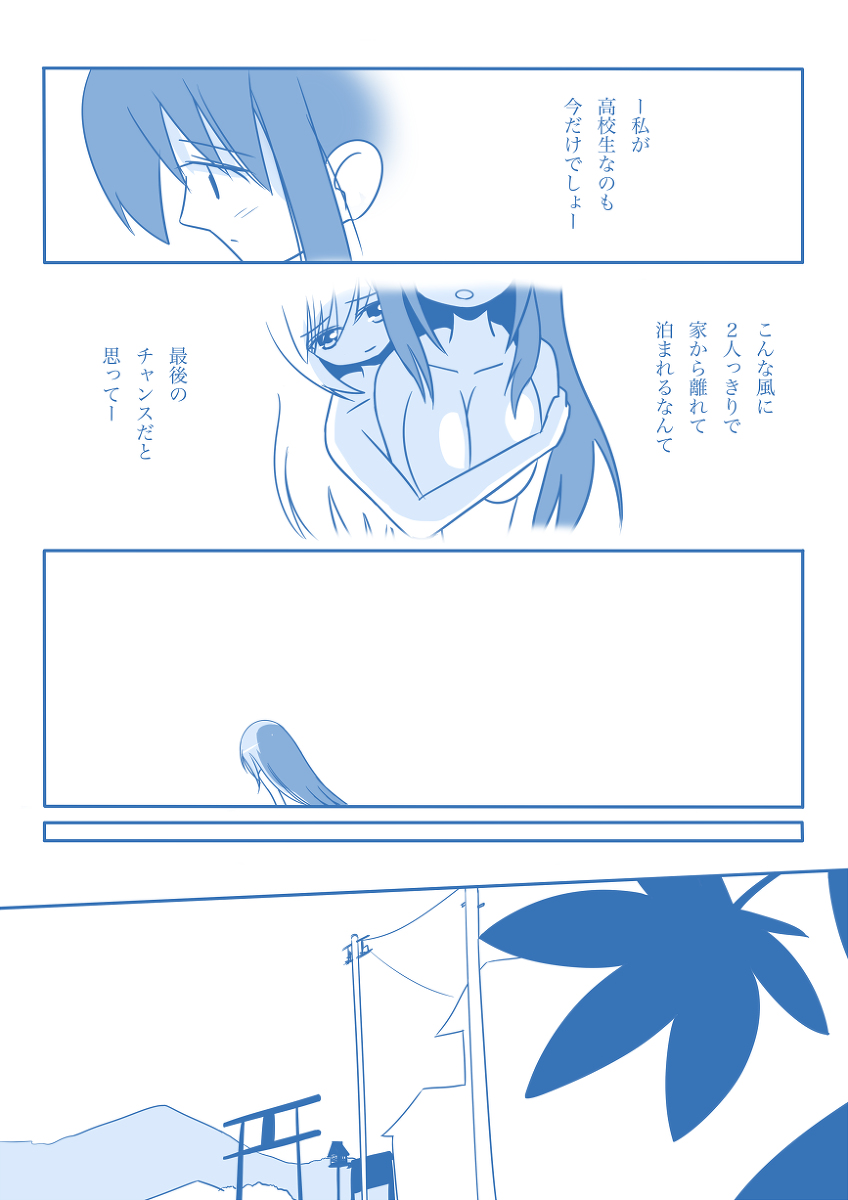 ー私が
高校生なのも
今だけでしょー
こんな風に
2人っきりで
家から離れて
泊まれるなんて
最後の
チャンスだと
思ってー